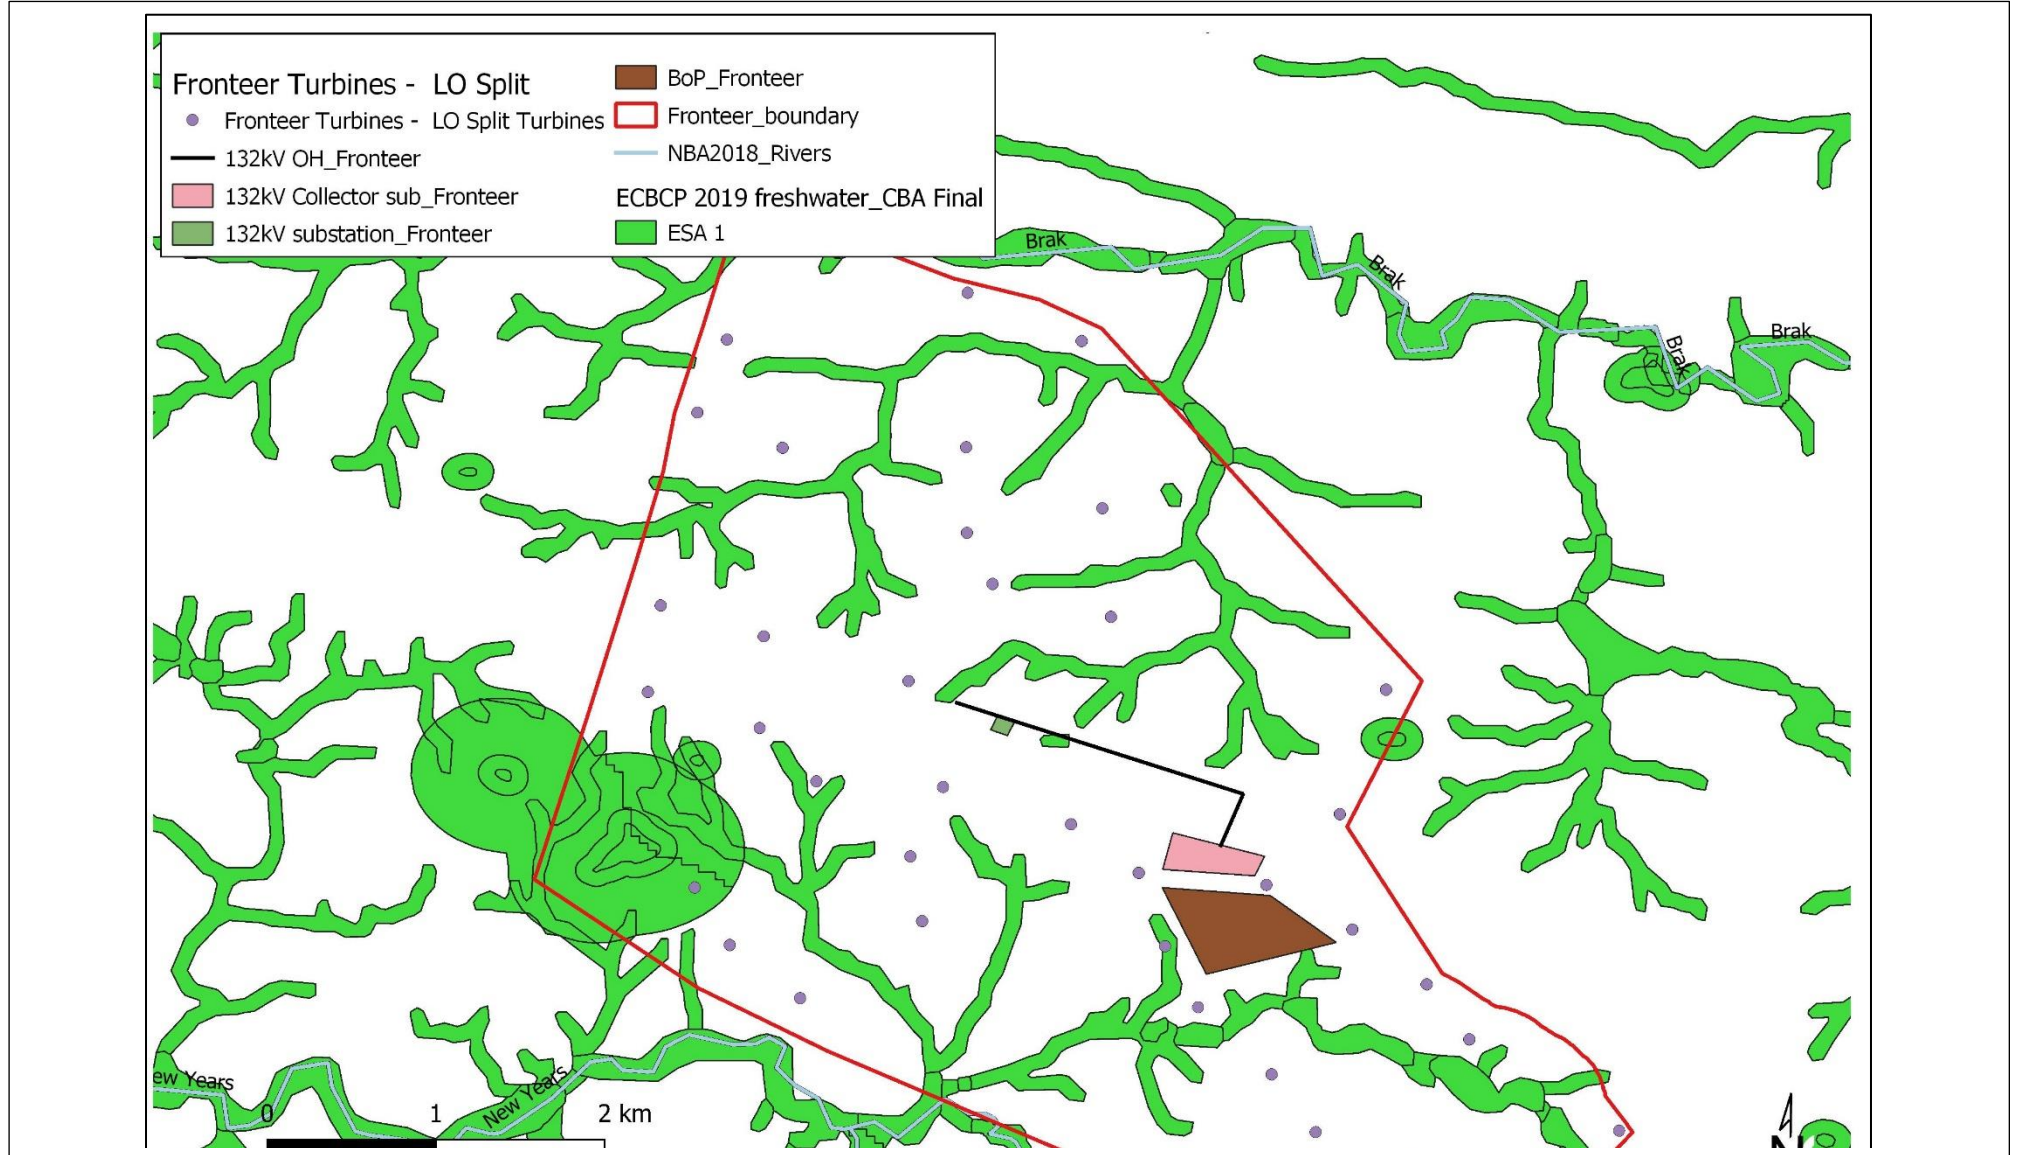 Fronteer Turbines - LO Split
Fronteer Turbines - LO Split Turbines
132kV OH_Fronteer
132kV Collector sub_Fronteer
132kV substation_Fronteer
BoP_Fronteer
Fronteer_boundary
NBA2018_Rivers
ECBCP 2019 freshwater_CBA Final
ESA 1
Brak
Brak
Brak
Brak
ew Years
New Years
0 1 2 km
N